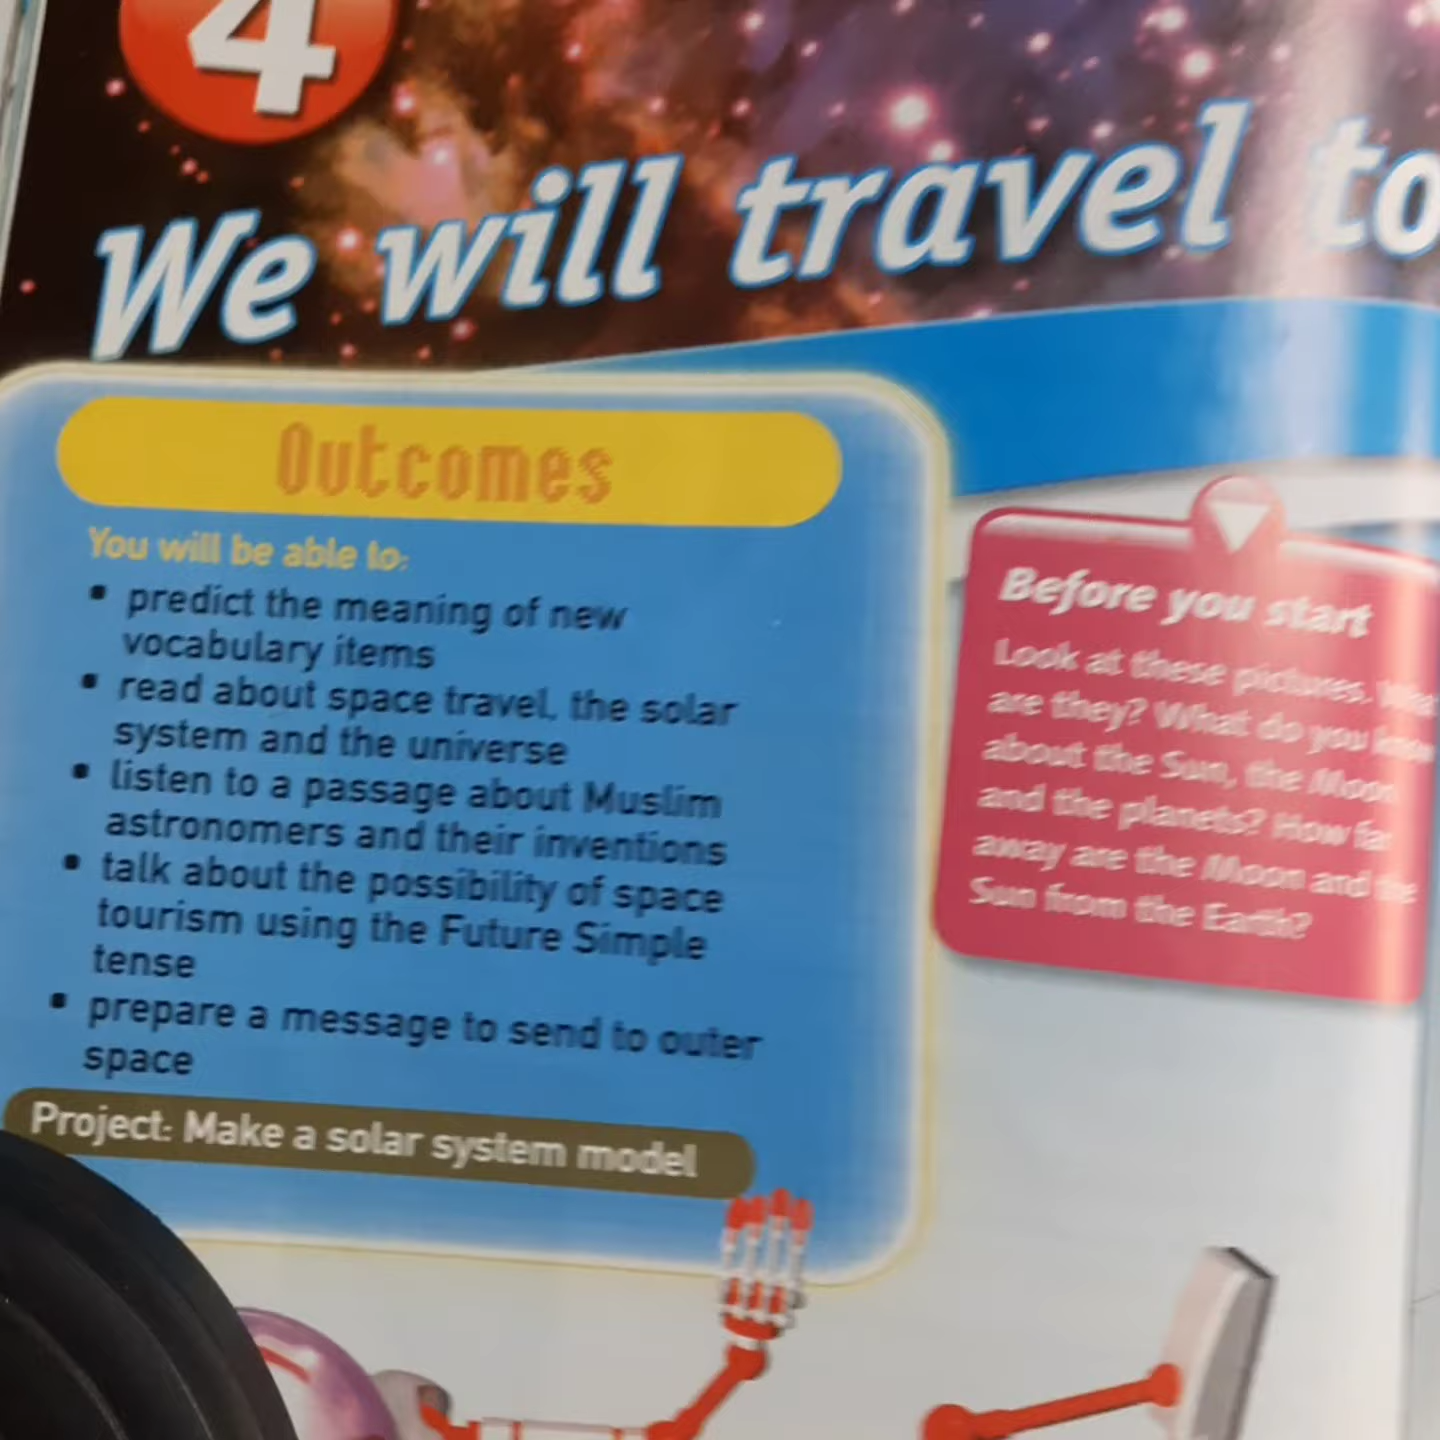 4
We will travel to
Outcomes
You will be able to:
▪ predict the meaning of new
vocabulary items
▪ read about space travel, the solar
system and the universe
▪ listen to a passage about Muslim
astronomers and their inventions
▪ talk about the possibility of space
tourism using the Future Simple
tense
▪ prepare a message to send to outer
space
Project: Make a solar system model
Before you start
Look at these pictures.
are they? What do you
about the Sun, the Moon
and the planets? How far
away are the Moon and the
Sun from the Earth?